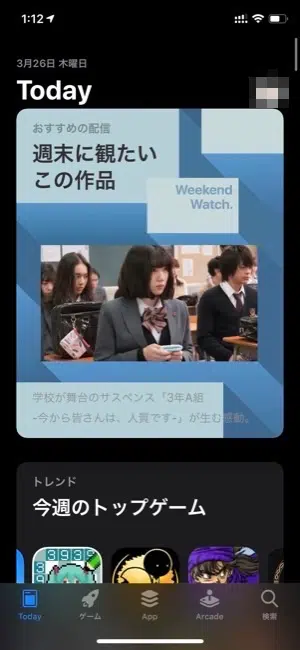 1:12
3月26日 木曜日
Today
おすすめの配信
週末に観たい
この作品
Weekend
Watch.
学校が舞台のサスペンス「3年A組
-今から皆さんは、人質です-」が生む感動。
トレンド
今週のトップゲーム
3939
Today
ゲーム
App
Arcade
検索